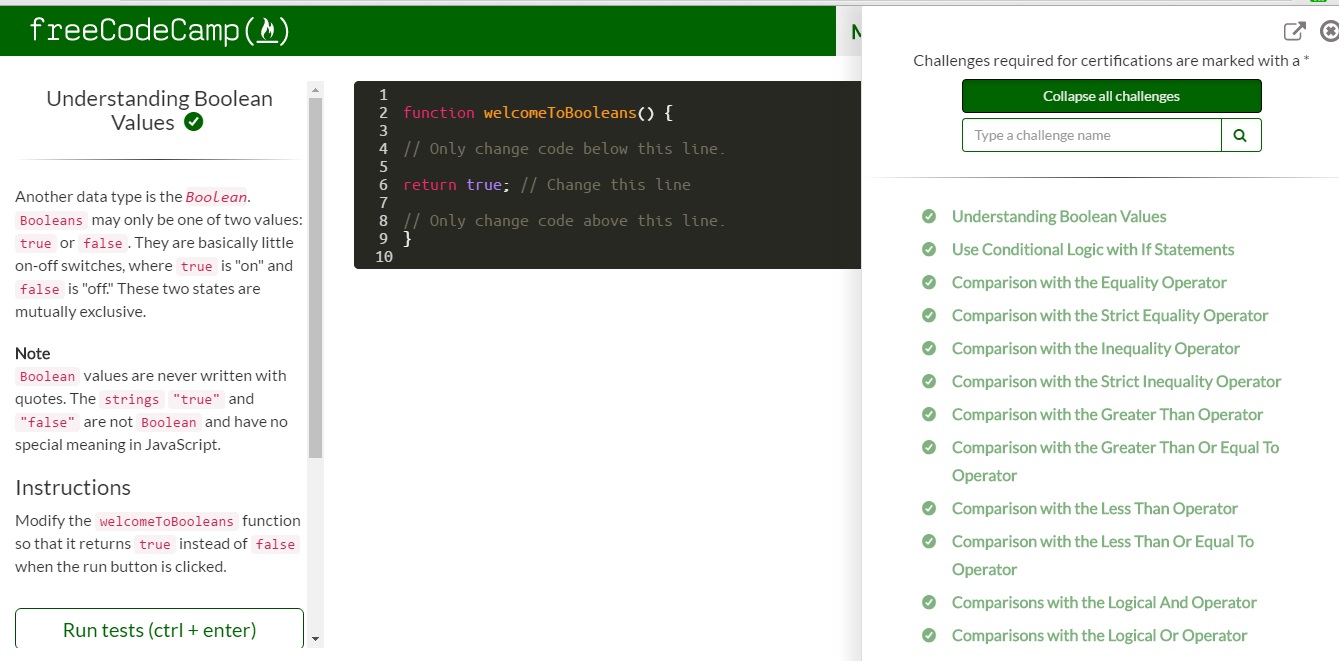 freeCodeCamp
Understanding Boolean
Values
Another data type is the Boolean.
Booleans may only be one of two values:
true or false. They are basically little
on-off switches, where true is "on" and
false is "off." These two states are
mutually exclusive.
Note
Boolean values are never written with
quotes. The strings "true" and
"false" are not Boolean and have no
special meaning in JavaScript.
Instructions
Modify the welcomeToBooleans function
so that it returns true instead of false
when the run button is clicked.
Run tests (ctrl + enter)
1
2 function welcomeToBooleans() {
3
4 // Only change code below this line.
5
6 return true; // Change this line
7
8 // Only change code above this line.
9 }
10
Challenges required for certifications are marked with a *
Collapse all challenges
Type a challenge name
Understanding Boolean Values
Use Conditional Logic with If Statements
Comparison with the Equality Operator
Comparison with the Strict Equality Operator
Comparison with the Inequality Operator
Comparison with the Strict Inequality Operator
Comparison with the Greater Than Operator
Comparison with the Greater Than Or Equal To
Operator
Comparison with the Less Than Operator
Comparison with the Less Than Or Equal To
Operator
Comparisons with the Logical And Operator
Comparisons with the Logical Or Operator